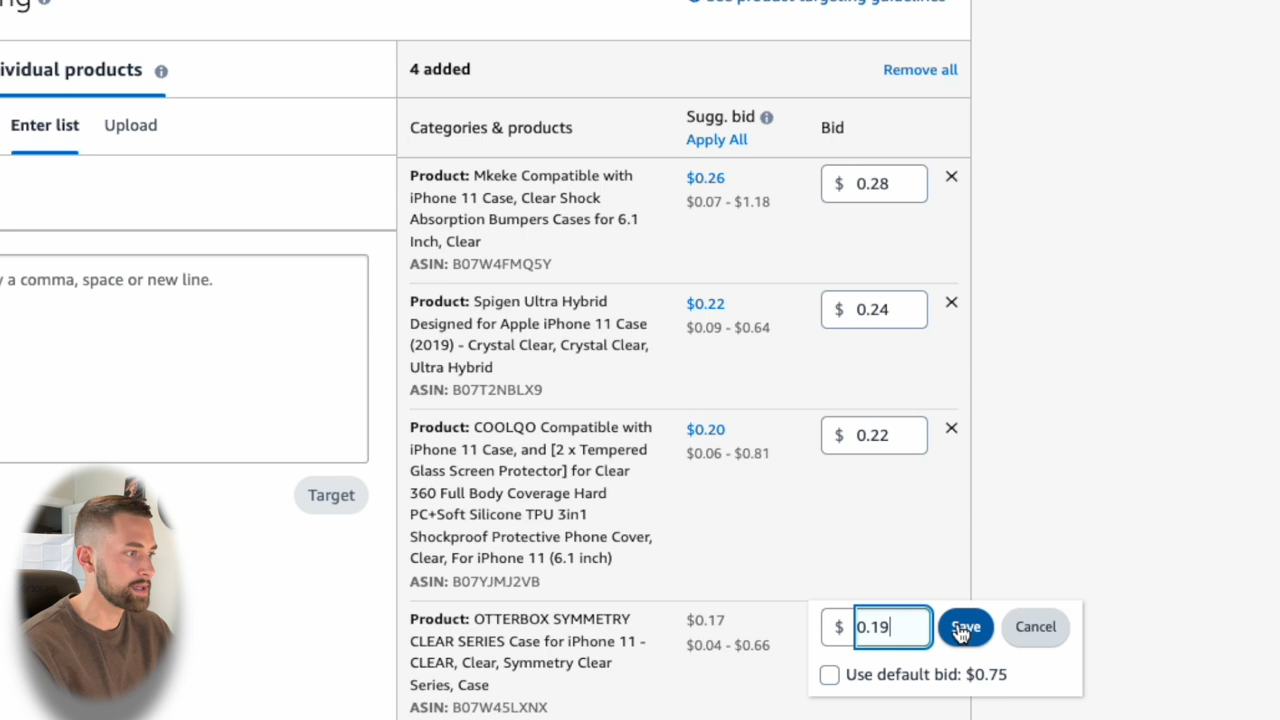 ividual products
Enter list
Upload
y a comma, space or new line.
Target
4 added
Remove all
Categories & products
Sugg. bid
Apply All
Bid
Product: Mkeke Compatible with
iPhone 11 Case, Clear Shock
Absorption Bumpers Cases for 6.1
Inch, Clear
ASIN: B07W4FMQ5Y
$0.26
$0.07 - $1.18
$ 0.28
Product: Spigen Ultra Hybrid
Designed for Apple iPhone 11 Case
(2019) - Crystal Clear, Crystal Clear,
Ultra Hybrid
ASIN: B07T2NBLX9
$0.22
$0.09 - $0.64
$ 0.24
Product: COOLQO Compatible with
iPhone 11 Case, and [2 x Tempered
Glass Screen Protector] for Clear
360 Full Body Coverage Hard
PC+Soft Silicone TPU 3in1
Shockproof Protective Phone Cover,
Clear, For iPhone 11 (6.1 inch)
ASIN: B07YJMJ2VB
$0.20
$0.06 - $0.81
$ 0.22
Product: OTTERBOX SYMMETRY
CLEAR SERIES Case for iPhone 11 -
CLEAR, Clear, Symmetry Clear
Series, Case
ASIN: B07W45LXNX
$0.17
$0.04 - $0.66
$ 0.19
Save
Cancel
Use default bid: $0.75